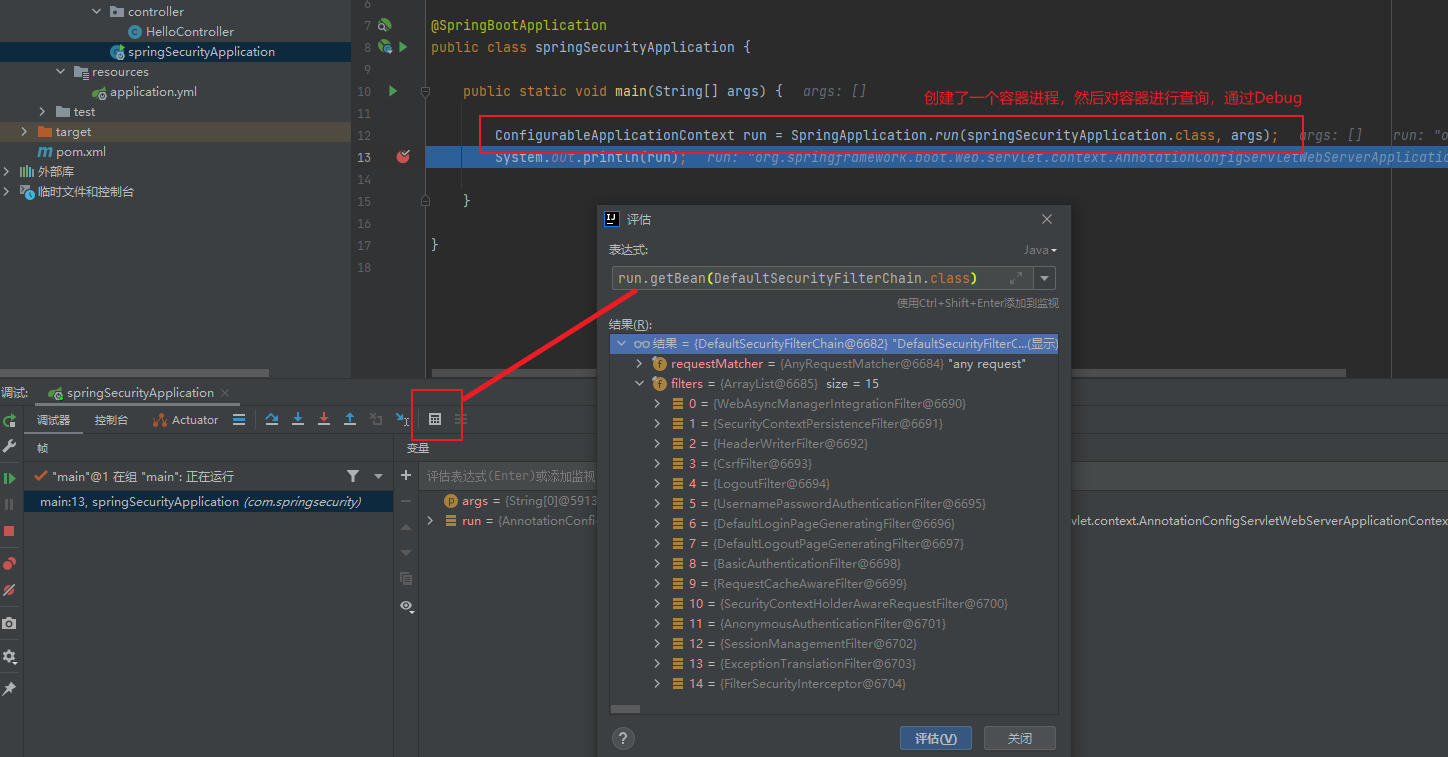 controller
HelloController
springSecurityApplication
resources
application.yml
test
target
pom.xml
外部库
临时文件和控制台
6
7 @SpringBootApplication
8 public class springSecurityApplication {
9
10 public static void main(String[] args) { args: []
创建了一个容器进程，然后对容器进行查询，通过Debug
11
12 ConfigurableApplicationContext run = SpringApplication.run(springSecurityApplication.class, args); args: [] run: "o
13 System.out.println(run); run: "org.springframework.boot.web.servlet.context.AnnotationConfigServletWebServerApplicatio
14
15 }
16
17 }
18
评估
表达式:
Java
run.getBean(DefaultSecurityFilterChain.class)
使用Ctrl+Shift+Enter添加到监视
结果(R):
结果 = {DefaultSecurityFilterChain@6682} "DefaultSecurityFilterC...(显示)
requestMatcher = {AnyRequestMatcher@6684} "any request"
filters = {ArrayList@6685} size = 15
0 = {WebAsyncManagerIntegrationFilter@6690}
1 = {SecurityContextPersistenceFilter@6691}
2 = {HeaderWriterFilter@6692}
3 = {CsrfFilter@6693}
4 = {LogoutFilter@6694}
5 = {UsernamePasswordAuthenticationFilter@6695}
6 = {DefaultLoginPageGeneratingFilter@6696}
7 = {DefaultLogoutPageGeneratingFilter@6697}
8 = {BasicAuthenticationFilter@6698}
9 = {RequestCacheAwareFilter@6699}
10 = {SecurityContextHolderAwareRequestFilter@6700}
11 = {AnonymousAuthenticationFilter@6701}
12 = {SessionManagementFilter@6702}
13 = {ExceptionTranslationFilter@6703}
14 = {FilterSecurityInterceptor@6704}
?
评估(V)
关闭
调试:
springSecurityApplication
调试器
控制台
Actuator
帧
变量
"main"@1 在组 "main": 正在运行
main:13, springSecurityApplication (com.springsecurity)
评估表达式(Enter)或添加监视
args = {String[0]@5913
run = {AnnotationConfi
vlet.context.AnnotationConfigServletWebServerApplicationContex